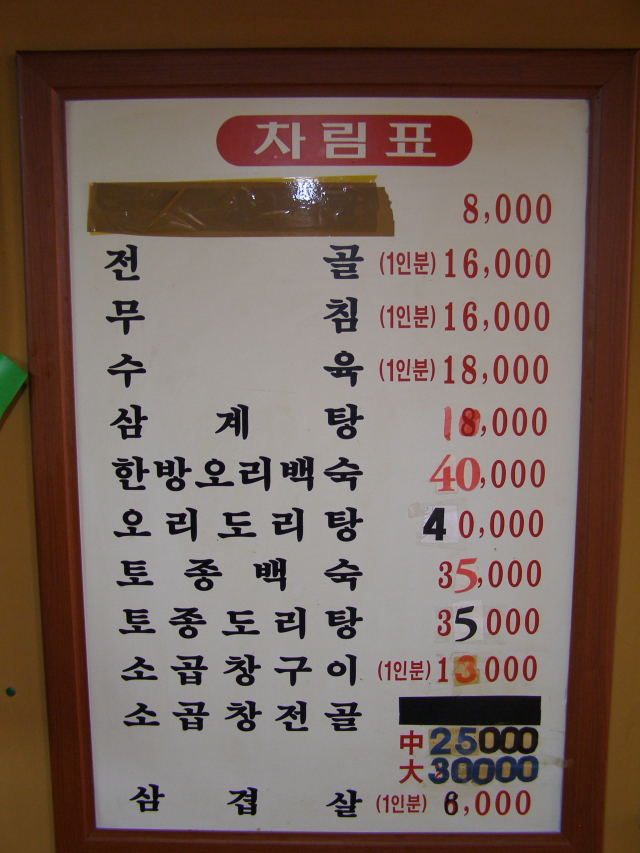 차림표
8,000
전골 (1인분) 16,000
무침 (1인분) 16,000
수육 (1인분) 18,000
삼계탕 18,000
한방오리백숙 40,000
오리도리탕 40,000
토종백숙 35,000
토종도리탕 35,000
소곱창구이 (1인분) 13,000
소곱창전골
中 25000
大 30000
삼겹살 (1인분) 6,000